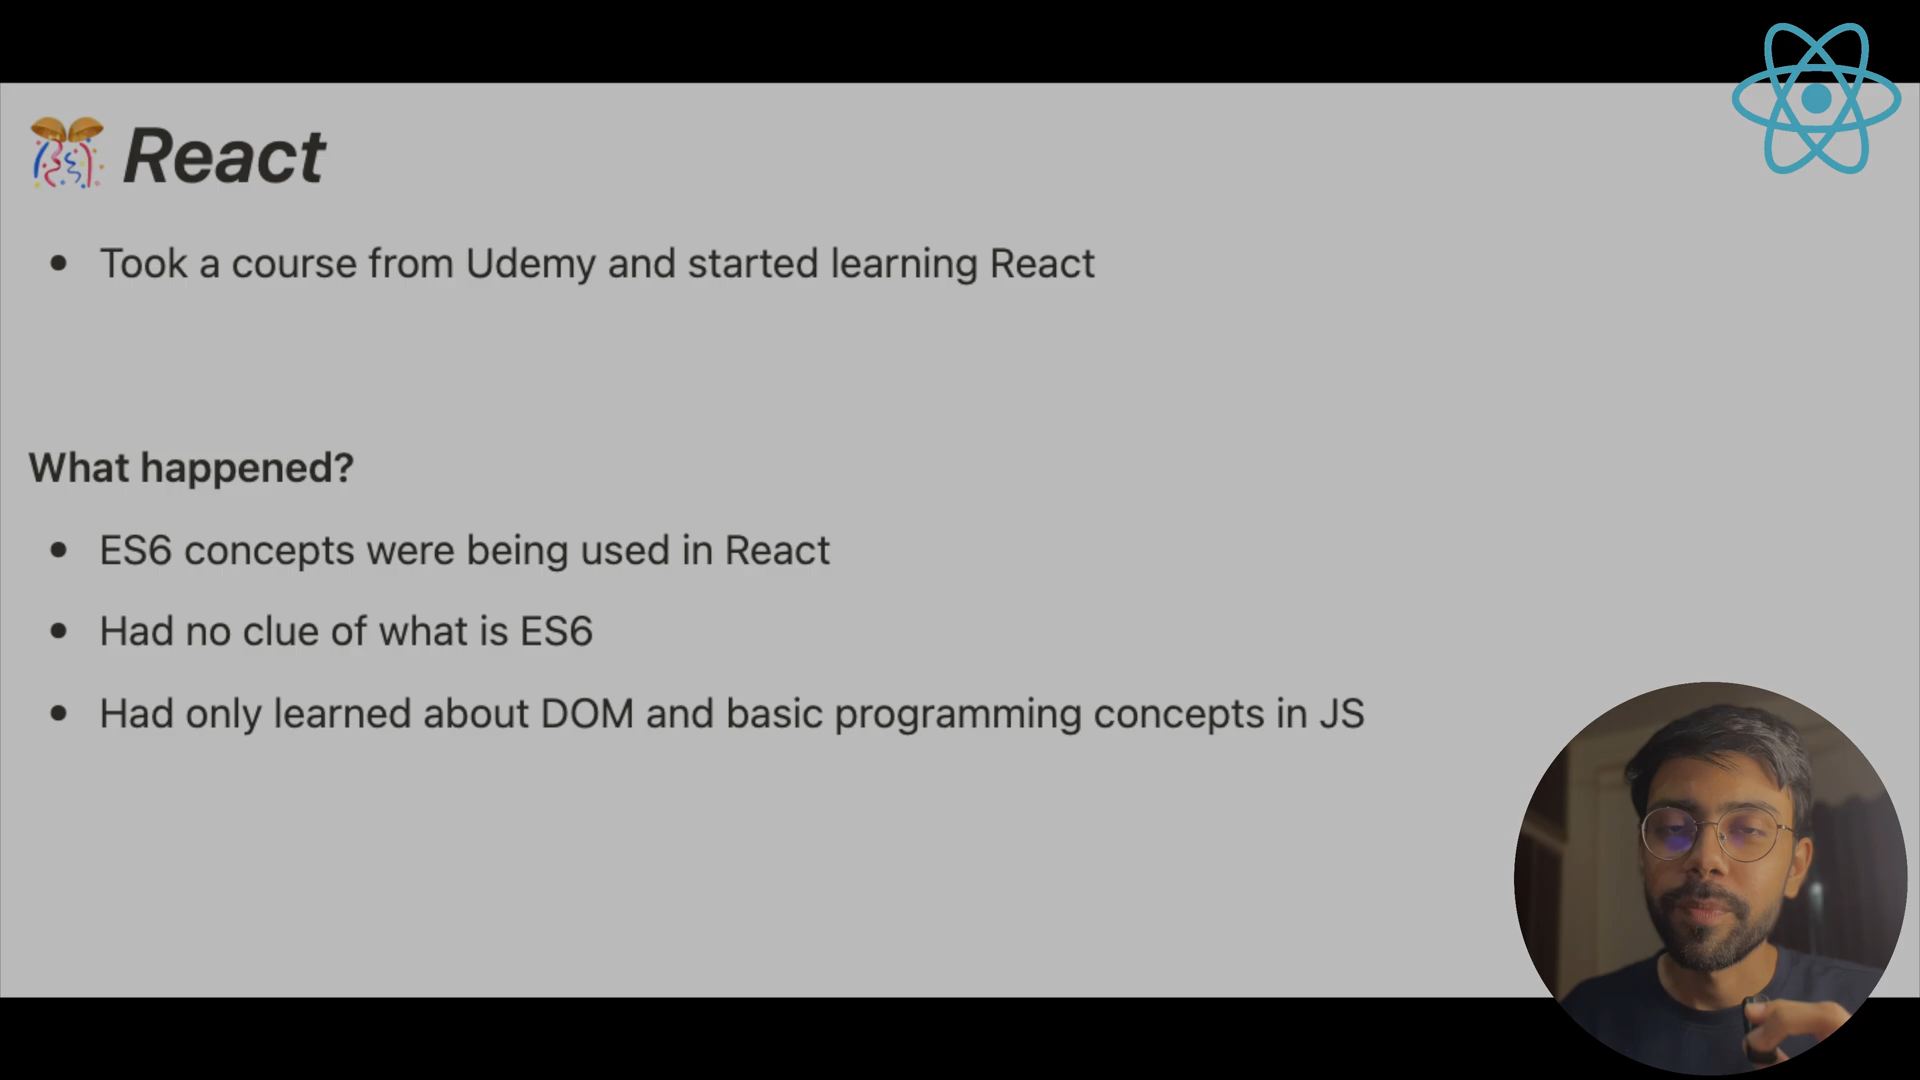 React
Took a course from Udemy and started learning React
What happened?
ES6 concepts were being used in React
Had no clue of what is ES6
Had only learned about DOM and basic programming concepts in JS